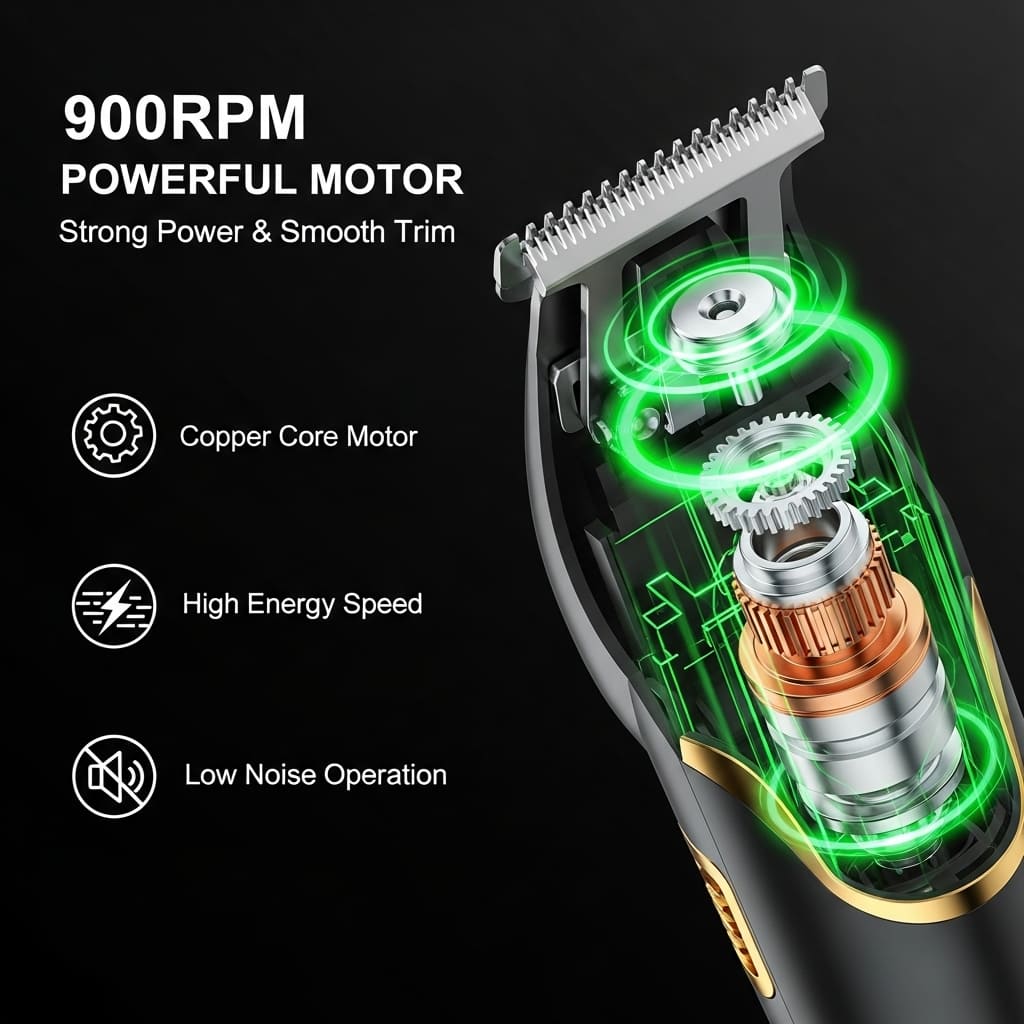 900RPM
POWERFUL MOTOR
Strong Power & Smooth Trim
Copper Core Motor
High Energy Speed
Low Noise Operation